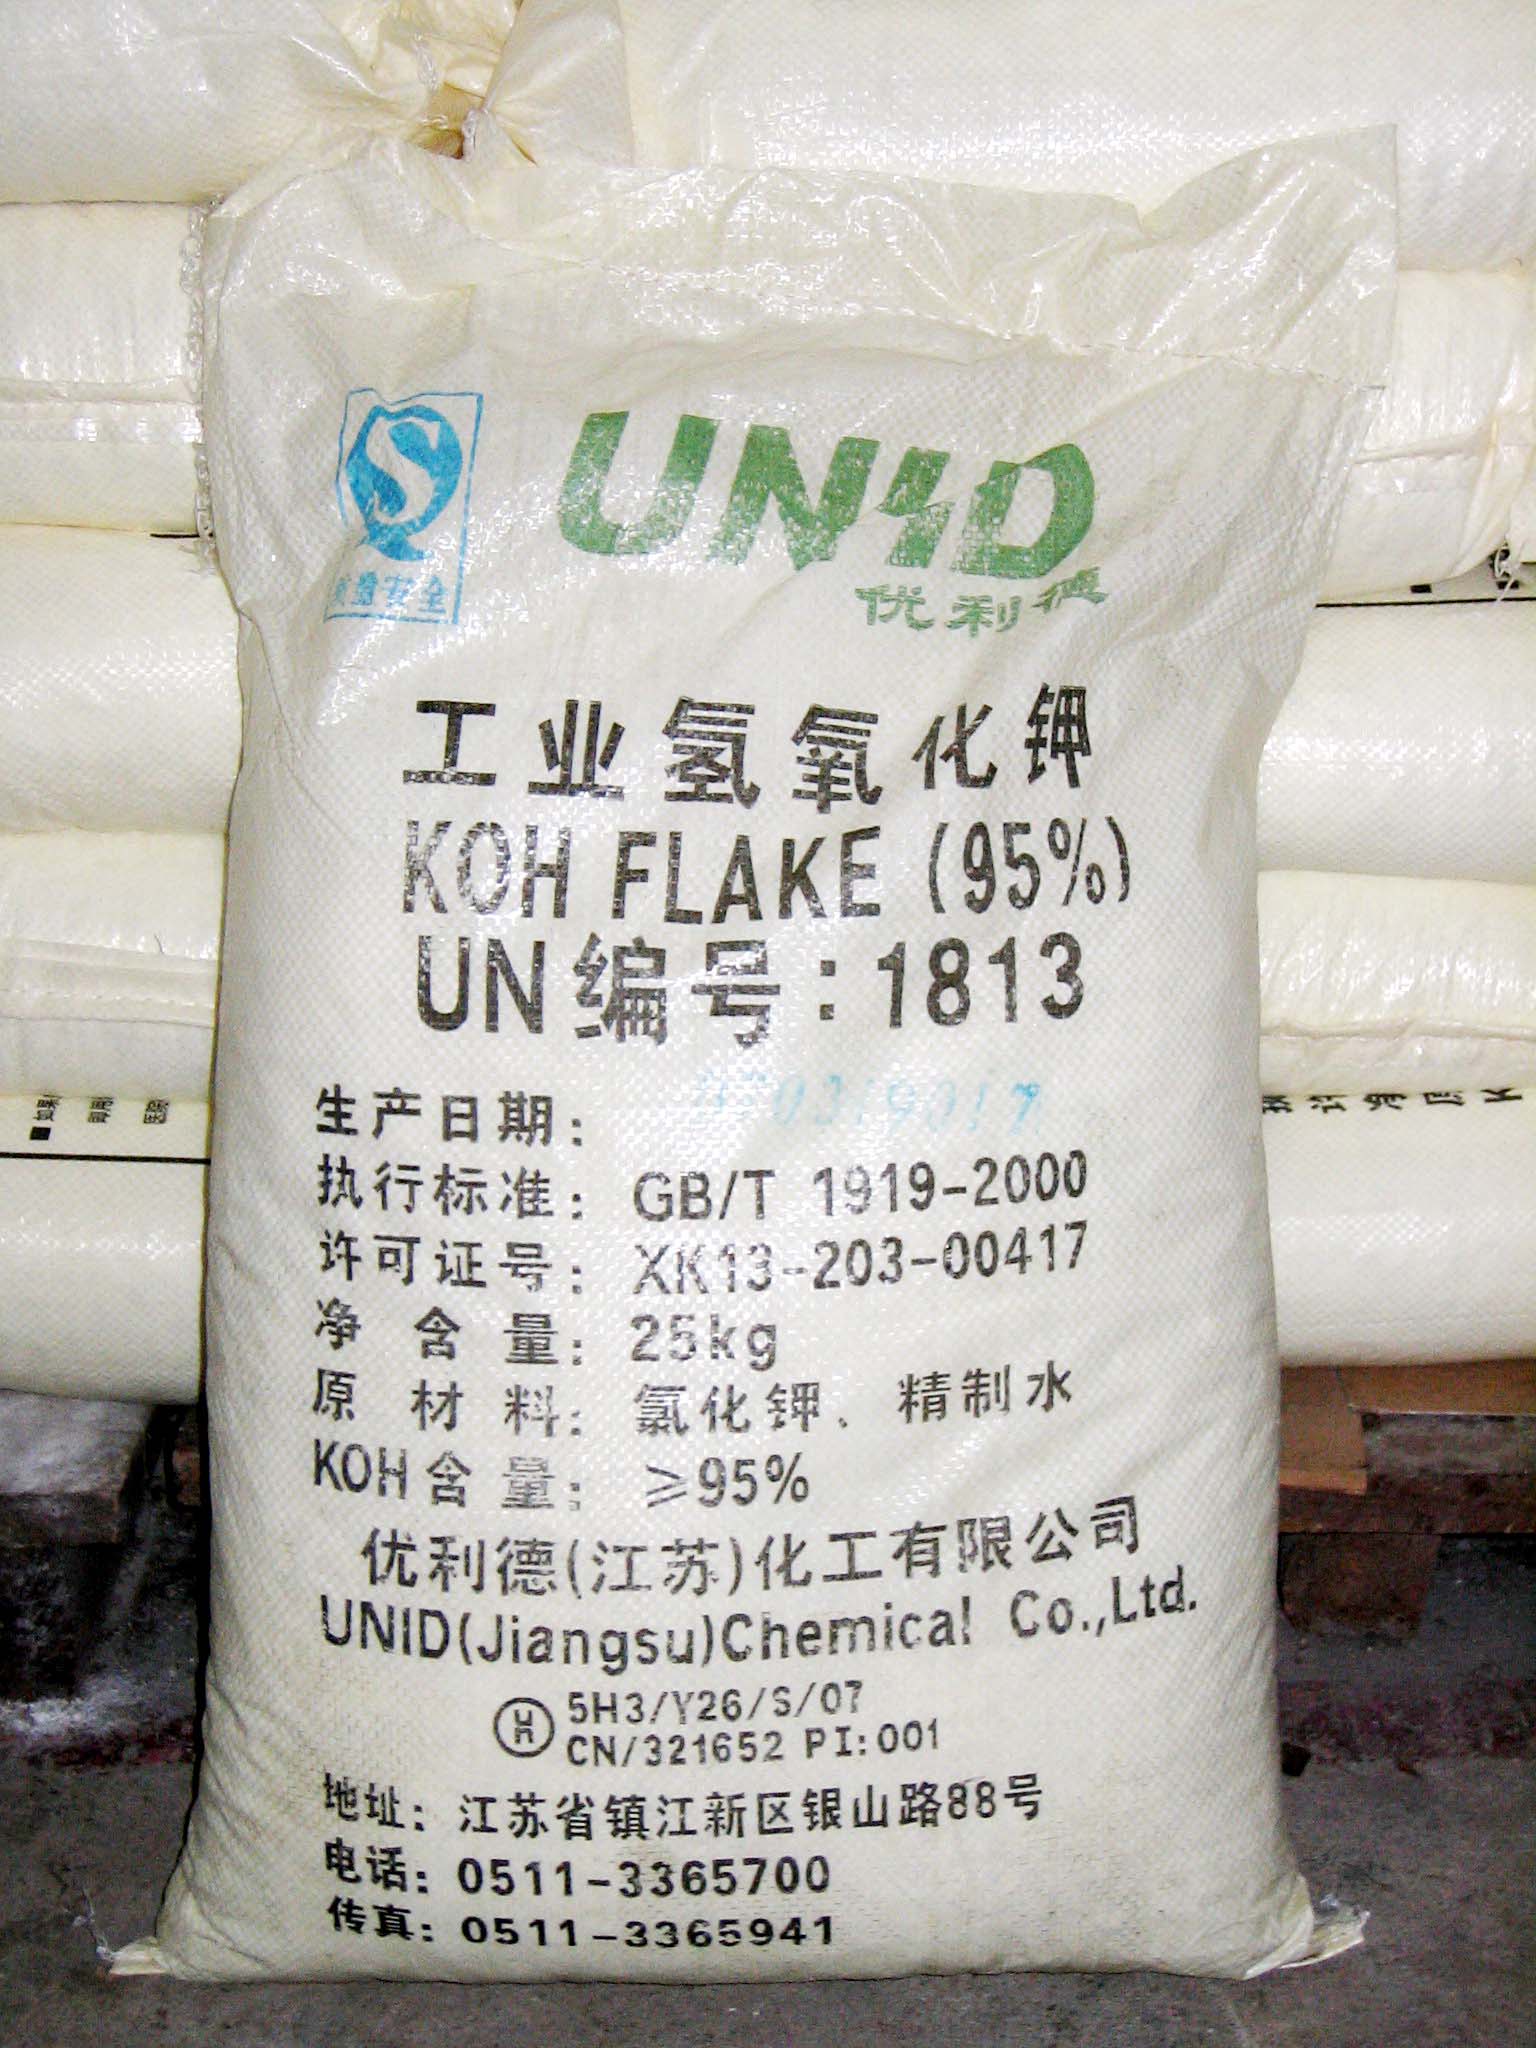 质量安全
UNID
优利德
工业氢氧化钾
KOH FLAKE (95%)
UN编号:1813
生产日期:
执行标准: GB/T 1919-2000
许可证号: XK13-203-00417
净含量: 25kg
原材料: 氯化钾、精制水
KOH含量: ≥95%
优利德(江苏)化工有限公司
UNID(Jiangsu)Chemical Co.,Ltd.
un 5H3/Y26/S/07
CN/321652 PI:001
地址: 江苏省镇江新区银山路88号
电话: 0511-3365700
传真: 0511-3365941